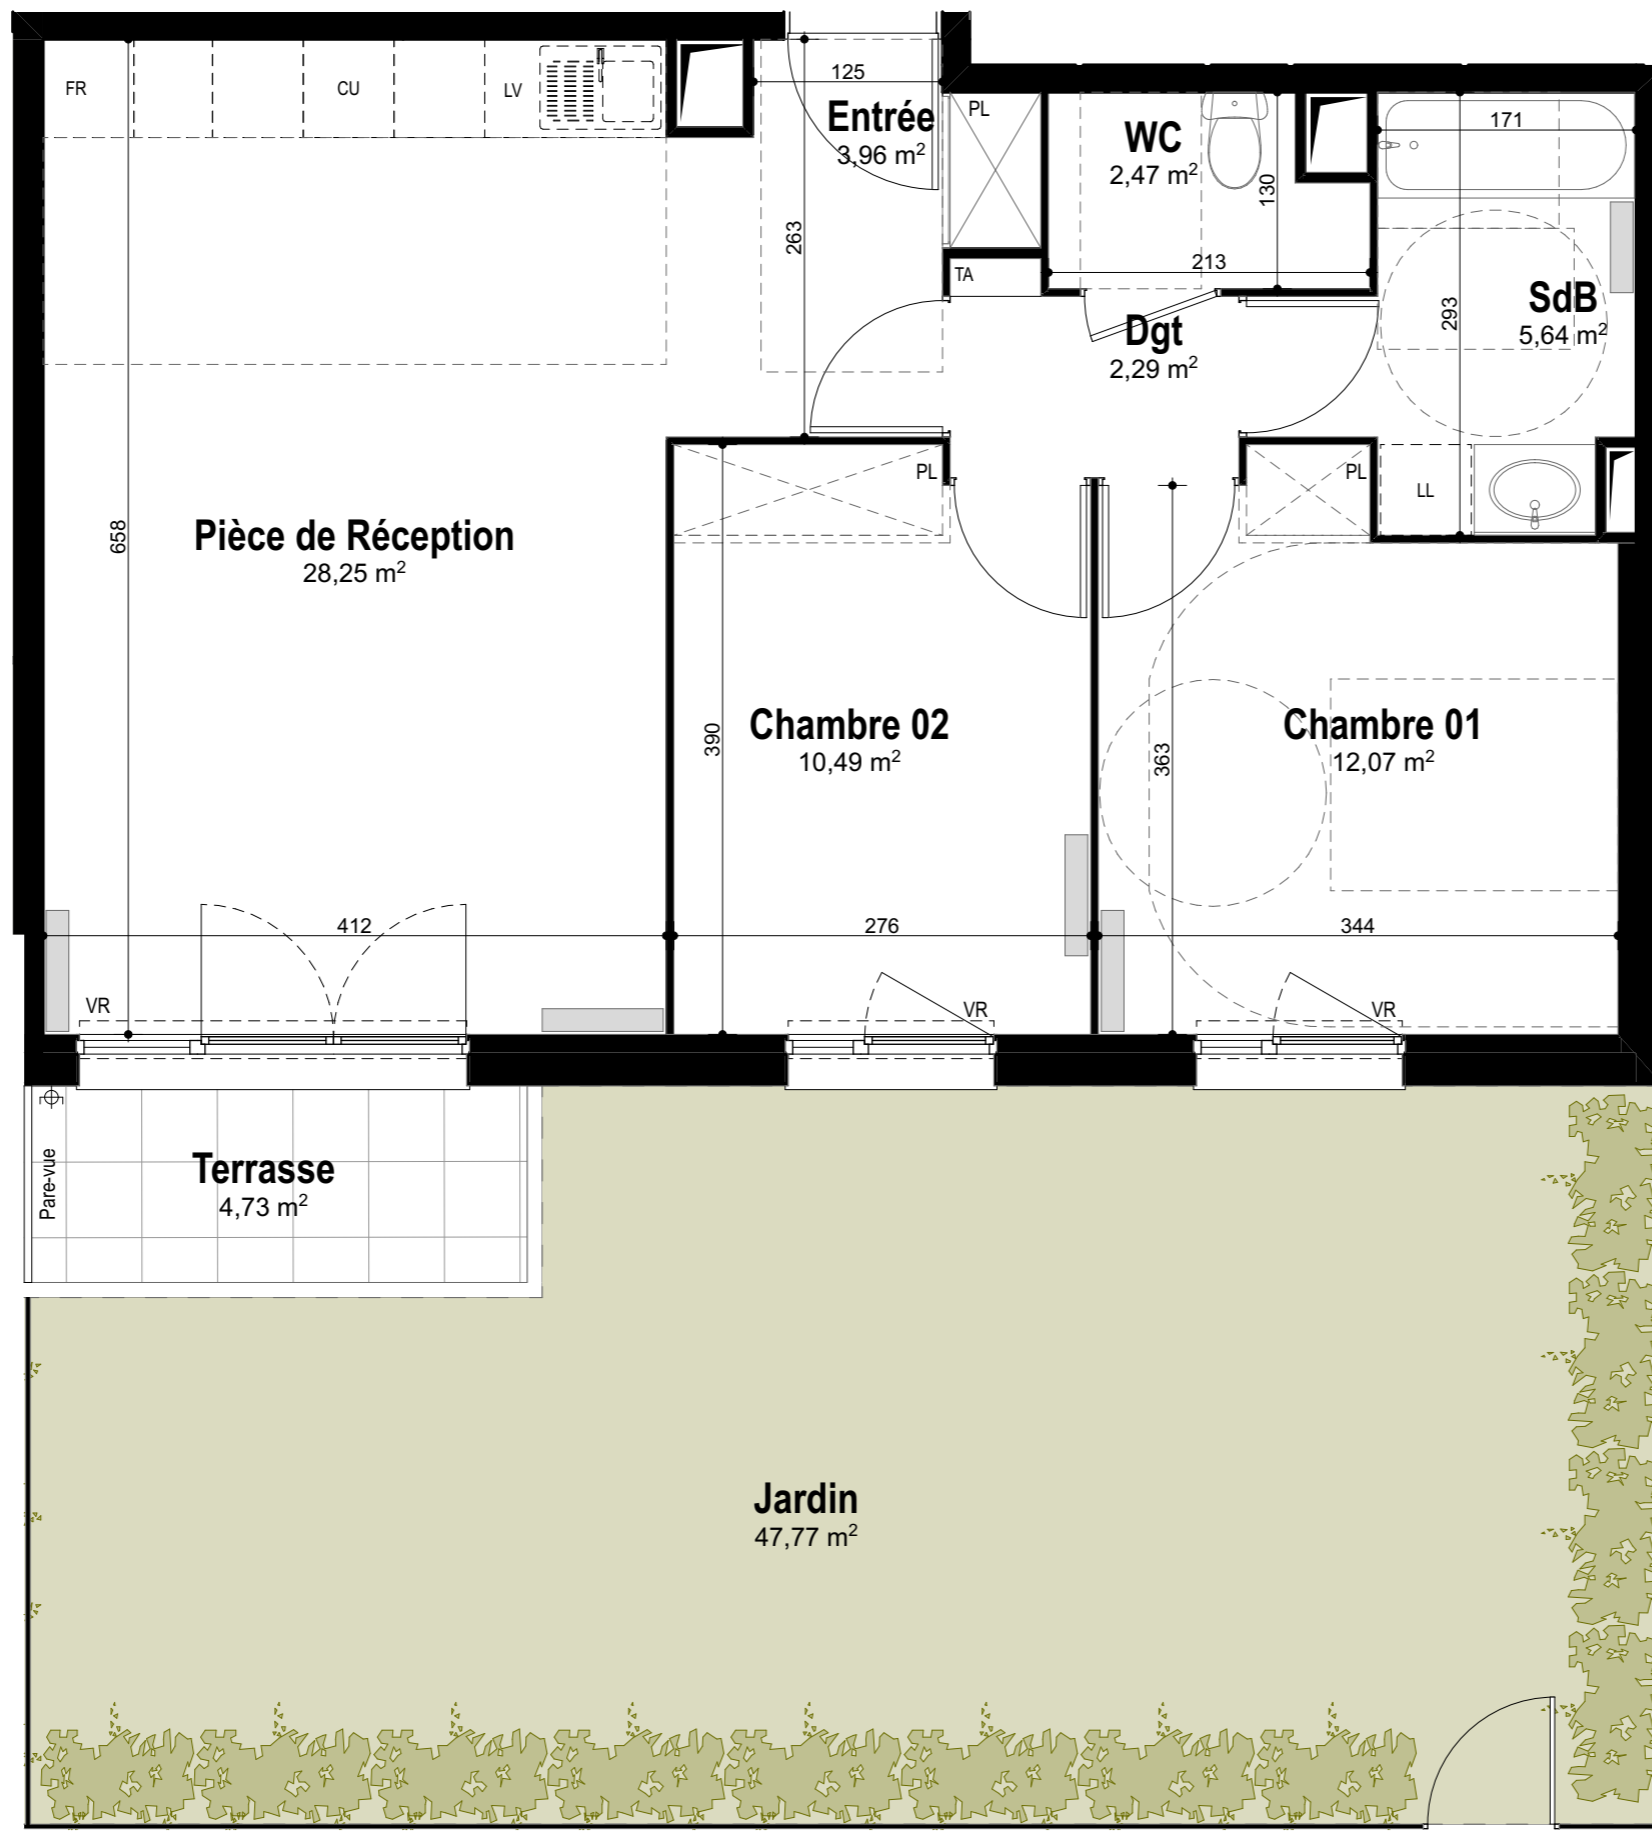 FR
CU
LV
125
Entrée
3,96 m²
PL
WC
2,47 m²
171
130
263
213
TA
Dgt
2,29 m²
293
SdB
5,64 m²
PL
PL
LL
658
Pièce de Réception
28,25 m²
390
Chambre 02
10,49 m²
363
Chambre 01
12,07 m²
412
276
344
VR
VR
VR
Pare-vue
Terrasse
4,73 m²
Jardin
47,77 m²